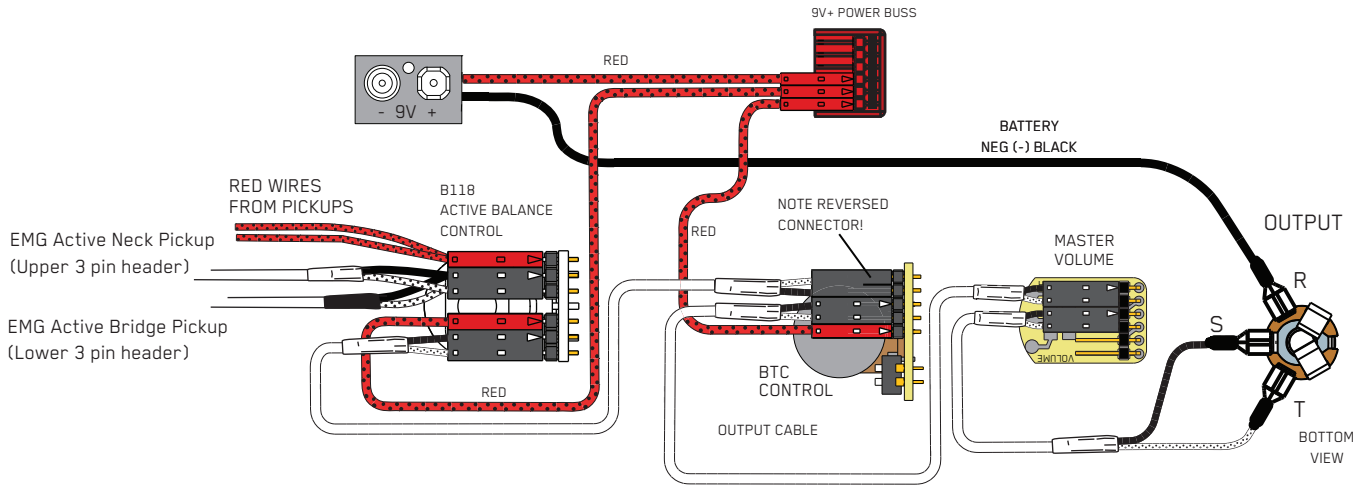 9V+ POWER BUSS
RED
- 9V +
BATTERY
NEG (-) BLACK
RED WIRES
FROM PICKUPS
B118
ACTIVE BALANCE
CONTROL
NOTE REVERSED
CONNECTOR!
OUTPUT
EMG Active Neck Pickup
(Upper 3 pin header)
RED
MASTER
VOLUME
R
EMG Active Bridge Pickup
(Lower 3 pin header)
S
VOLUME
BTC
CONTROL
RED
T
OUTPUT CABLE
BOTTOM
VIEW